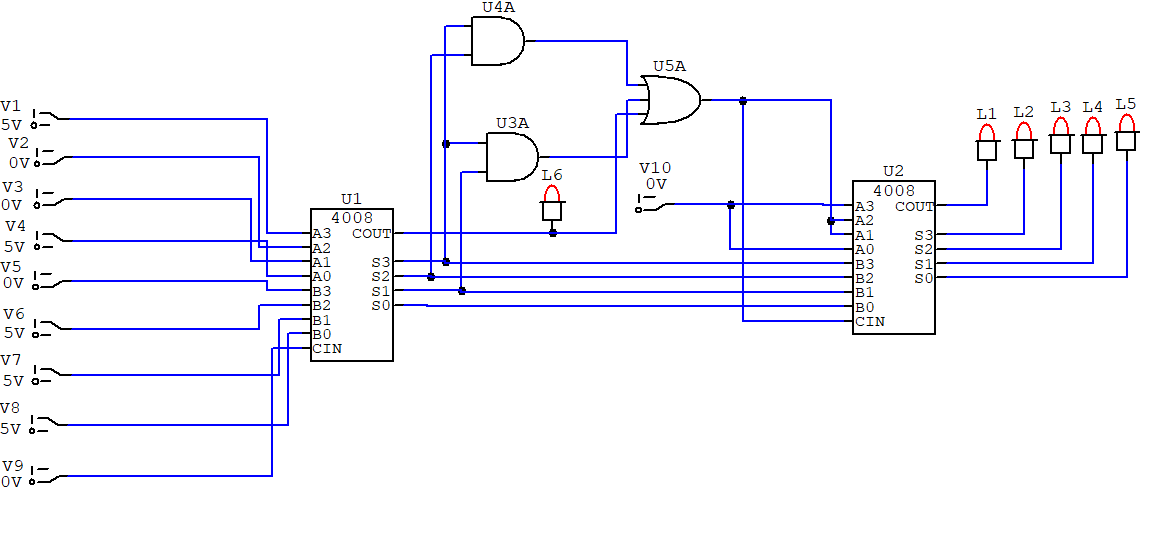 U4A
U5A
V1
5V
V2
0V
V3
0V
V4
5V
V5
0V
V6
5V
V7
5V
V8
5V
V9
0V
U3A
L6
V10
0V
U1
4008
A3
A2
A1
A0
B3
B2
B1
B0
CIN
COUT
S3
S2
S1
S0
U2
4008
A3
A2
A1
A0
B3
B2
B1
B0
CIN
COUT
S3
S2
S1
S0
L1
L2
L3
L4
L5